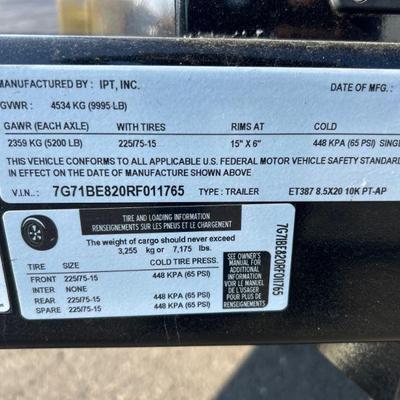 MANUFACTURED BY : IPT, INC. DATE OF MFG. :
GVWR : 4534 KG (9995 LB)
GAWR (EACH AXLE) WITH TIRES RIMS AT COLD
2359 KG (5200 LB) 225/75-15 15" X 6" 448 KPA (65 PSI) SINGL
THIS VEHICLE CONFORMS TO ALL APPLICABLE U.S. FEDERAL MOTOR VEHICLE SAFETY STANDARD
IN EFFECT ON THE DATE OF MANUFACTURE SHOWN ABOVE
V.I.N.: 7G71BE820RF011765 TYPE : TRAILER ET387 8.5X20 10K PT-AP
TIRE AND LOADING INFORMATION
RENSEIGNEMENTS SUR LES PNEUS ET LE CHARGEMENT
The weight of cargo should never exceed
3,255 kg or 7,175 lbs.
TIRE SIZE COLD TIRE PRESS.
FRONT 225/75-15 448 KPA (65 PSI)
INTER NONE
REAR 225/75-15 448 KPA (65 PSI)
SPARE 225/75-15 448 KPA (65 PSI)
SEE OWNER'S
MANUAL FOR
ADDITIONAL
INFORMATION
VOIR LE MANUEL
DE L'USAGER
POUR PLUS DE
RENSEIGNEMENTS
7G71BE820RF011765